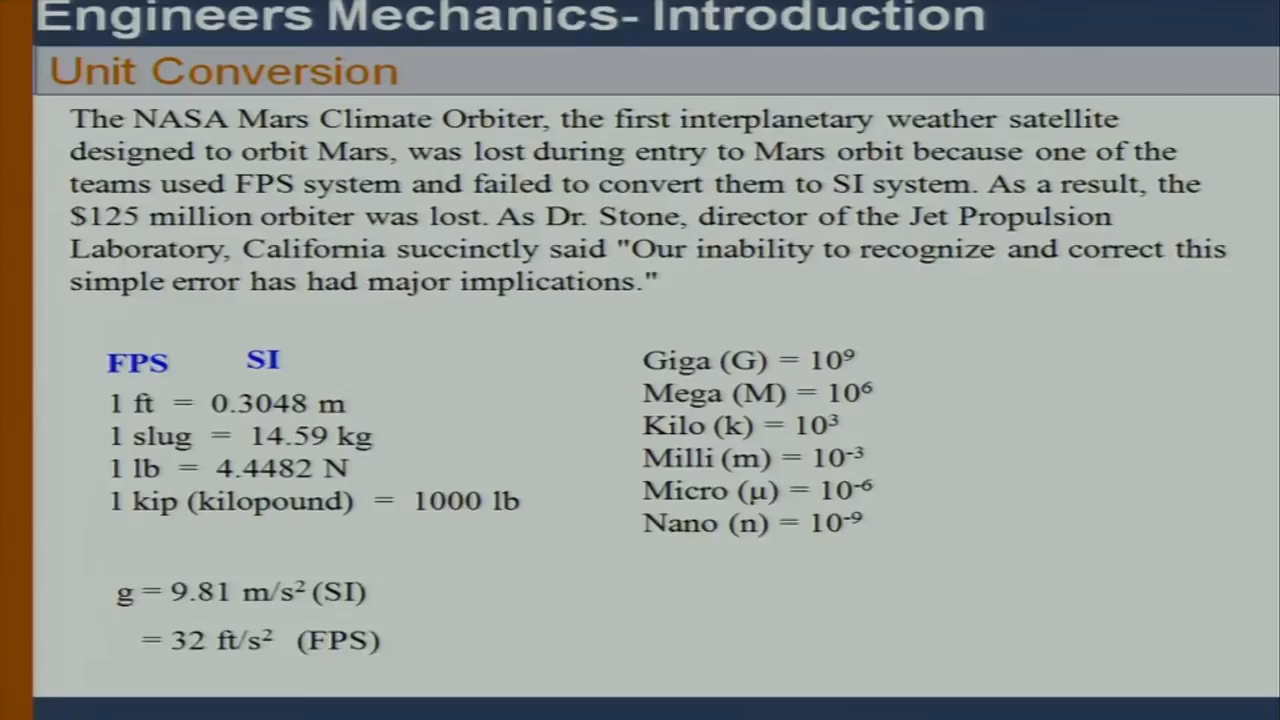 Engineers Mechanics- Introduction
Unit Conversion
The NASA Mars Climate Orbiter, the first interplanetary weather satellite
designed to orbit Mars, was lost during entry to Mars orbit because one of the
teams used FPS system and failed to convert them to SI system. As a result, the
$125 million orbiter was lost. As Dr. Stone, director of the Jet Propulsion
Laboratory, California succinctly said "Our inability to recognize and correct this
simple error has had major implications."
FPS SI
1 ft = 0.3048 m
1 slug = 14.59 kg
1 lb = 4.4482 N
1 kip (kilopound) = 1000 lb
g = 9.81 m/s² (SI)
= 32 ft/s² (FPS)
Giga (G) = 10⁹
Mega (M) = 10⁶
Kilo (k) = 10³
Milli (m) = 10⁻³
Micro (μ) = 10⁻⁶
Nano (n) = 10⁻⁹